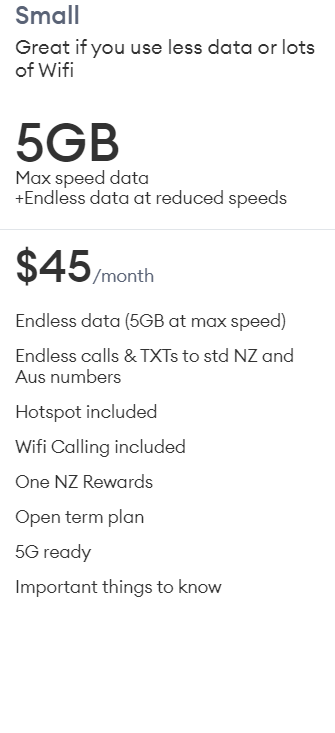 Small
Great if you use less data or lots
of Wifi
5GB
Max speed data
+Endless data at reduced speeds
$45/month
Endless data (5GB at max speed)
Endless calls & TXTs to std NZ and
Aus numbers
Hotspot included
Wifi Calling included
One NZ Rewards
Open term plan
5G ready
Important things to know